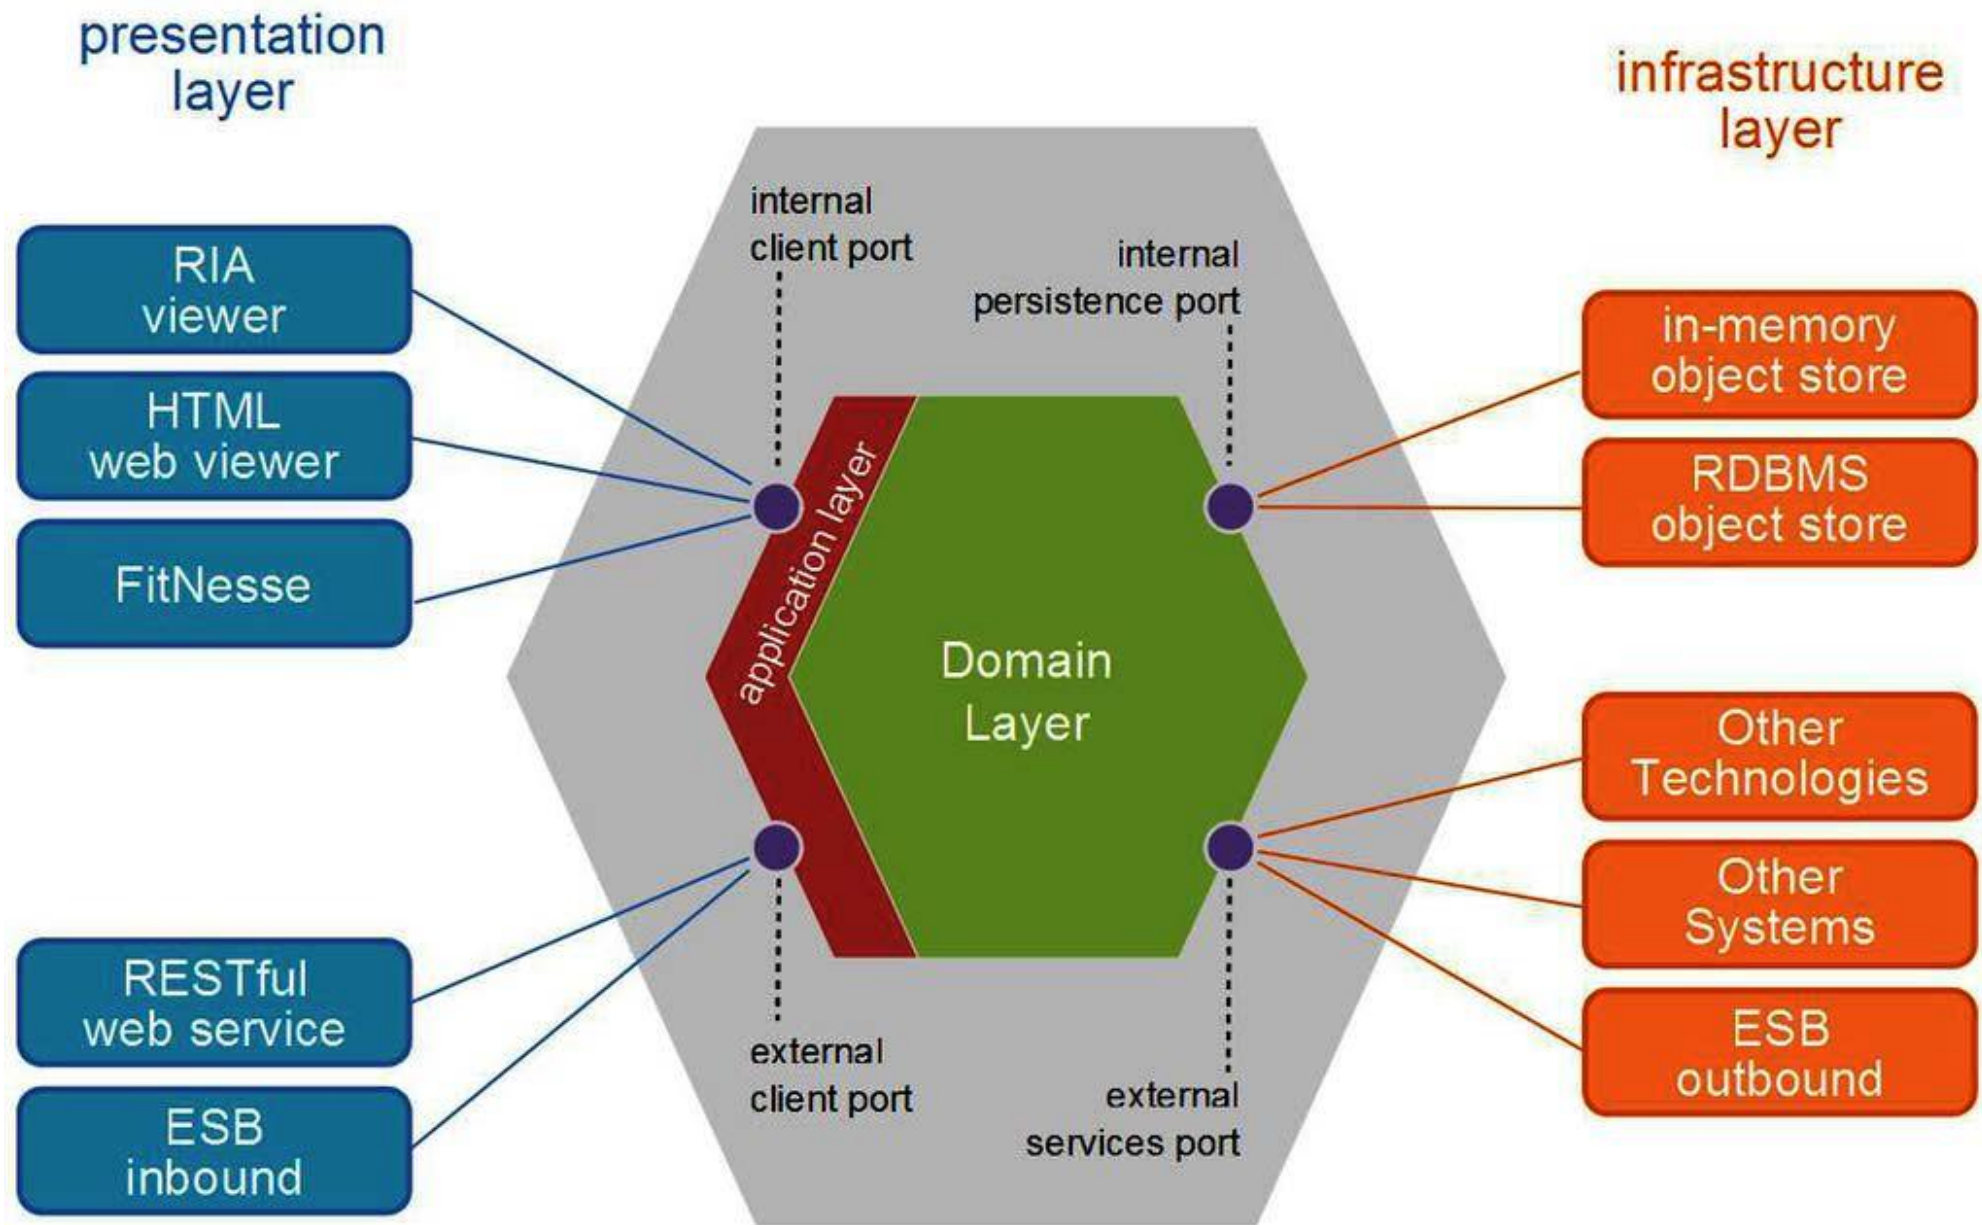 presentation
layer
infrastructure
layer
internal
client port
internal
persistence port
RIA
viewer
HTML
web viewer
FitNesse
in-memory
object store
RDBMS
object store
application layer
Domain
Layer
Other
Technologies
Other
Systems
ESB
outbound
RESTful
web service
ESB
inbound
external
client port
external
services port